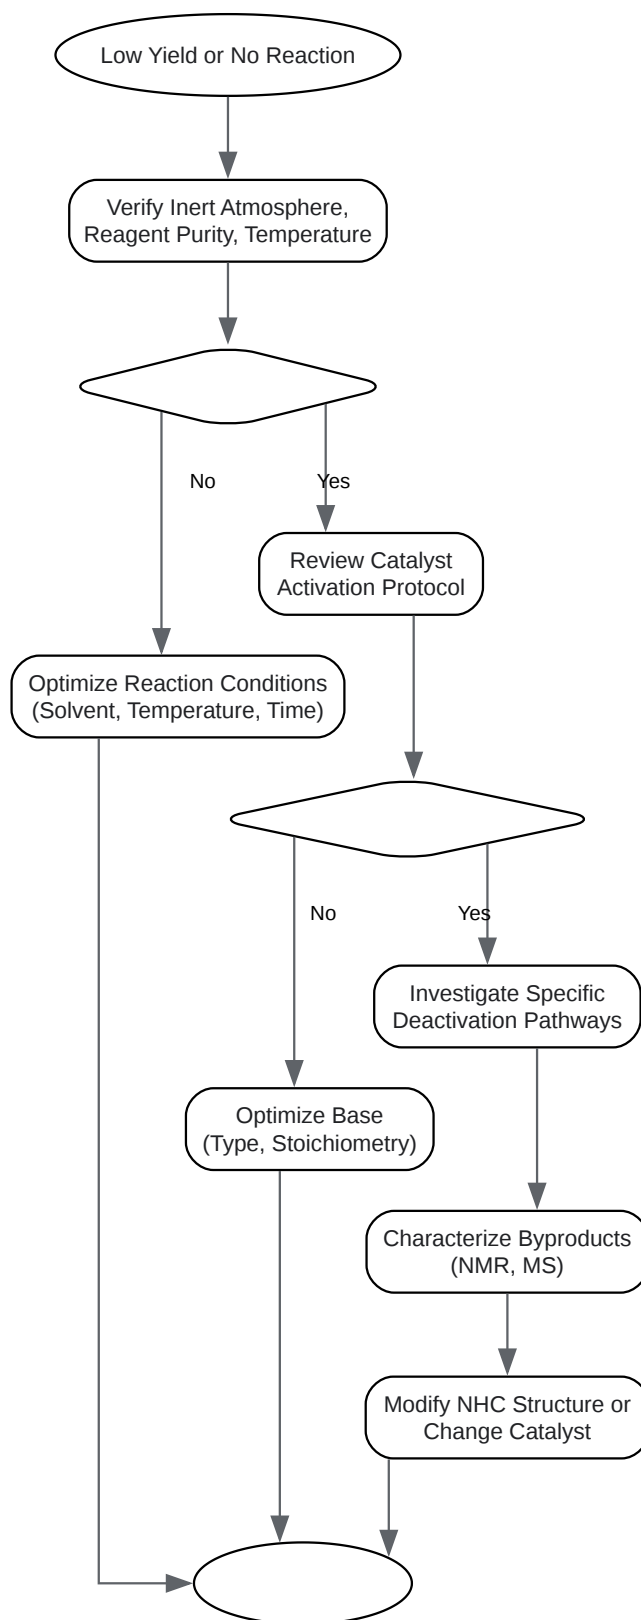 Low Yield or No Reaction
Verify Inert Atmosphere,
Reagent Purity, Temperature
No
Yes
Review Catalyst
Activation Protocol
Optimize Reaction Conditions
(Solvent, Temperature, Time)
No
Yes
Investigate Specific
Deactivation Pathways
Optimize Base
(Type, Stoichiometry)
Characterize Byproducts
(NMR, MS)
Modify NHC Structure or
Change Catalyst